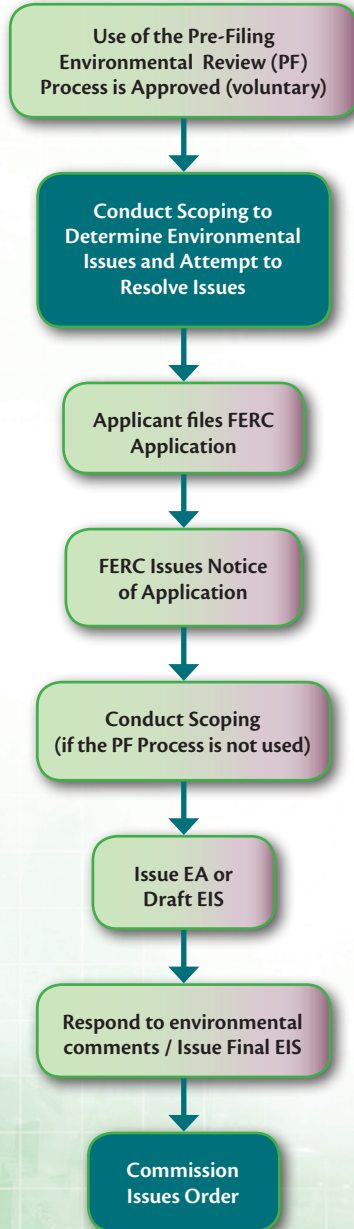 Use of the Pre-Filing
Environmental Review (PF)
Process is Approved (voluntary)
Conduct Scoping to
Determine Environmental
Issues and Attempt to
Resolve Issues
Applicant files FERC
Application
FERC Issues Notice
of Application
Conduct Scoping
(if the PF Process is not used)
Issue EA or
Draft EIS
Respond to environmental
comments / Issue Final EIS
Commission
Issues Order